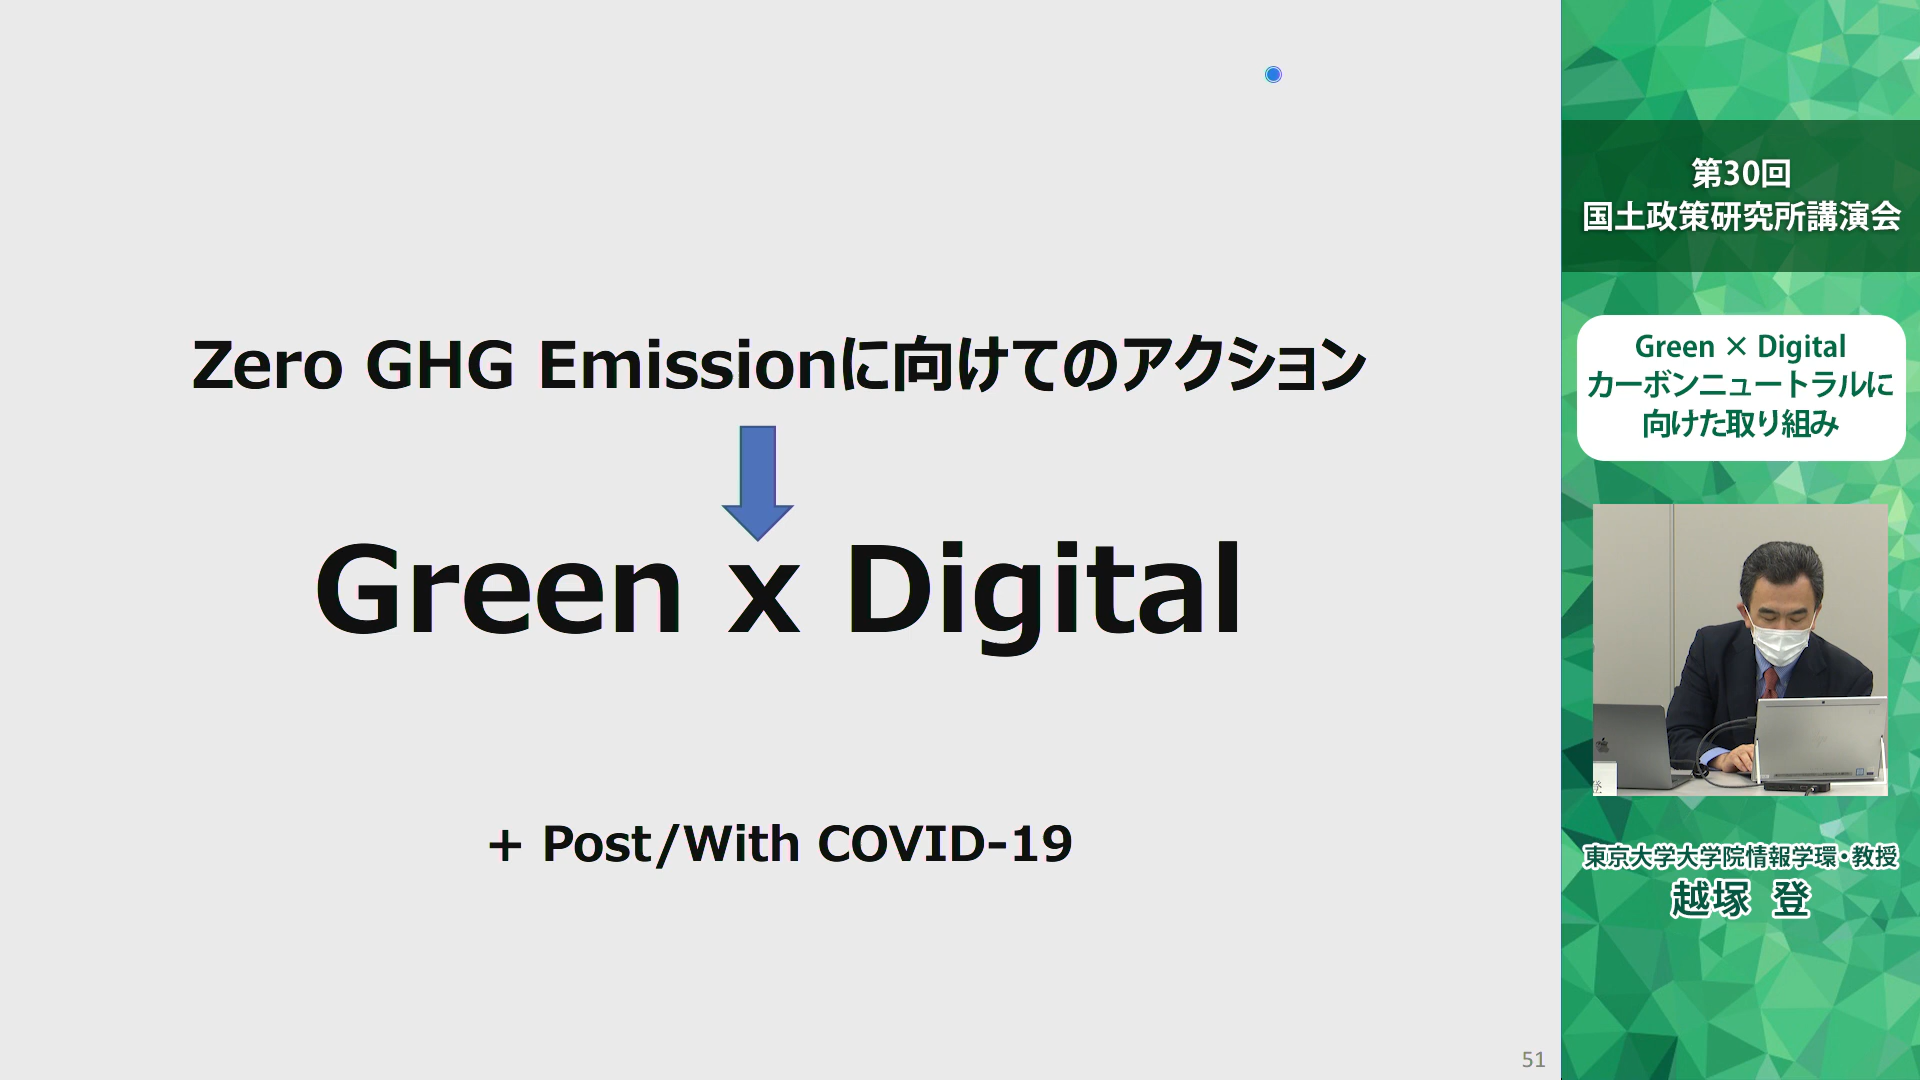 Zero GHG Emissionに向けてのアクション
Green x Digital
+ Post/With COVID-19
51
第30回
国土政策研究所講演会
Green × Digital
カーボンニュートラルに
向けた取り組み
登
東京大学大学院情報学環・教授
越塚 登